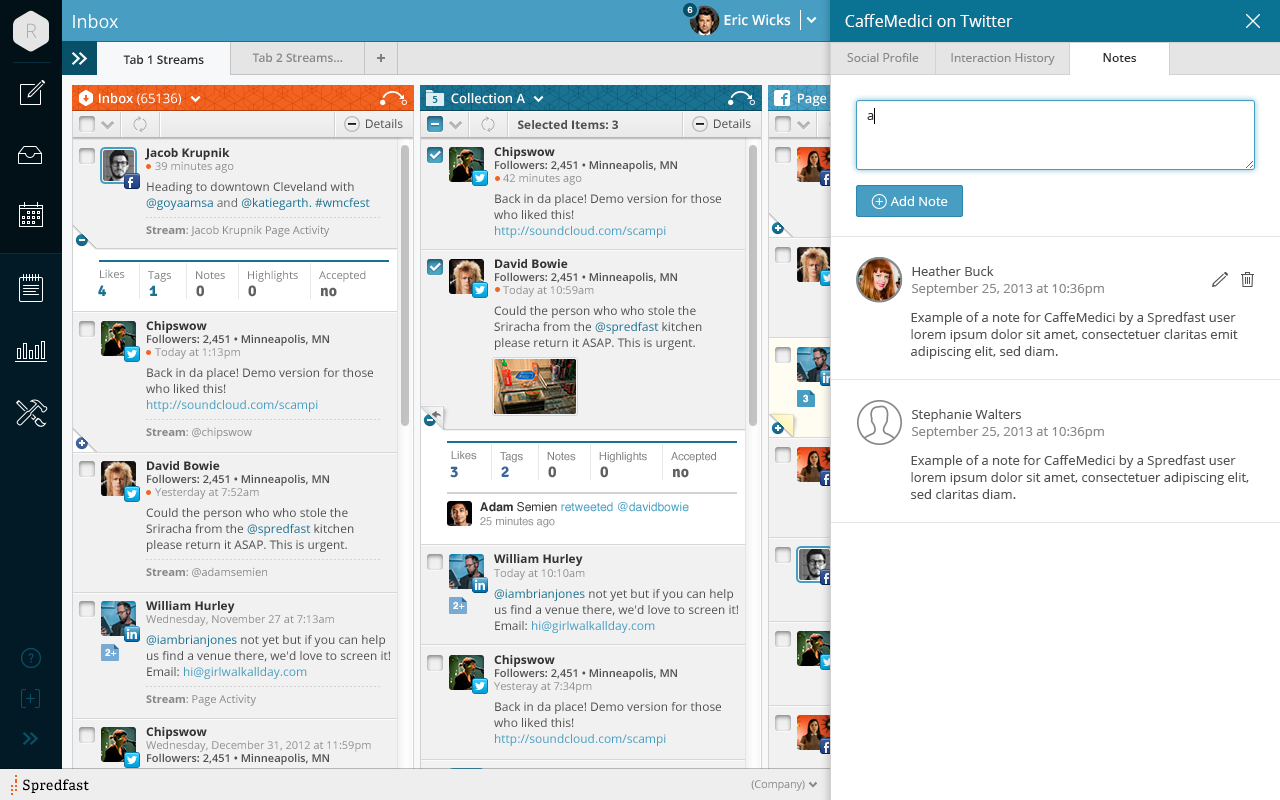 R
Inbox
6
Eric Wicks
Tab 1 Streams
Tab 2 Streams...
+
Inbox (65136)
Details
Jacob Krupnik
39 minutes ago
Heading to downtown Cleveland with
@goyaamsa and @katiegarth. #wmcfest
Stream: Jacob Krupnik Page Activity
Likes Tags Notes Highlights Accepted
4 1 0 0 no
Chipswow
Followers: 2,451 • Minneapolis, MN
Today at 1:13pm
Back in da place! Demo version for those
who liked this!
http://soundcloud.com/scampi
Stream: @chipswow
David Bowie
Followers: 2,451 • Minneapolis, MN
Yesterday at 7:52am
Could the person who who stole the
Sriracha from the @spredfast kitchen
please return it ASAP. This is urgent.
Stream: @adamsemien
William Hurley
Wednesday, November 27 at 7:13am
2+
@iambrianjones not yet but if you can help
us find a venue there, we'd love to screen it!
Email: hi@girlwalkallday.com
Stream: Page Activity
Chipswow
Wednesday, December 31, 2012 at 11:59pm
Followers: 2,451 • Minneapolis, MN
5
Collection A
Selected Items: 3
Details
Chipswow
Followers: 2,451 • Minneapolis, MN
42 minutes ago
Back in da place! Demo version for those
who liked this!
http://soundcloud.com/scampi
David Bowie
Followers: 2,451 • Minneapolis, MN
Today at 10:59am
Could the person who who stole the
Sriracha from the @spredfast kitchen
please return it ASAP. This is urgent.
Likes Tags Notes Highlights Accepted
3 2 0 0 no
Adam Semien retweeted @davidbowie
25 minutes ago
William Hurley
Today at 10:10am
2+
@iambrianjones not yet but if you can help
us find a venue there, we'd love to screen it!
Email: hi@girlwalkallday.com
Chipswow
Followers: 2,451 • Minneapolis, MN
Yesteray at 7:34pm
Back in da place! Demo version for those
who liked this!
http://soundcloud.com/scampi
Page
3
CaffeMedici on Twitter
Social Profile
Interaction History
Notes
a
Add Note
Heather Buck
September 25, 2013 at 10:36pm
Example of a note for CaffeMedici by a Spredfast user
lorem ipsum dolor sit amet, consectetuer claritas emit
adipiscing elit, sed diam.
Stephanie Walters
September 25, 2013 at 10:36pm
Example of a note for CaffeMedici by a Spredfast user
lorem ipsum dolor sit amet, consectetuer adipiscing elit,
sed claritas diam.
Spredfast
(Company)